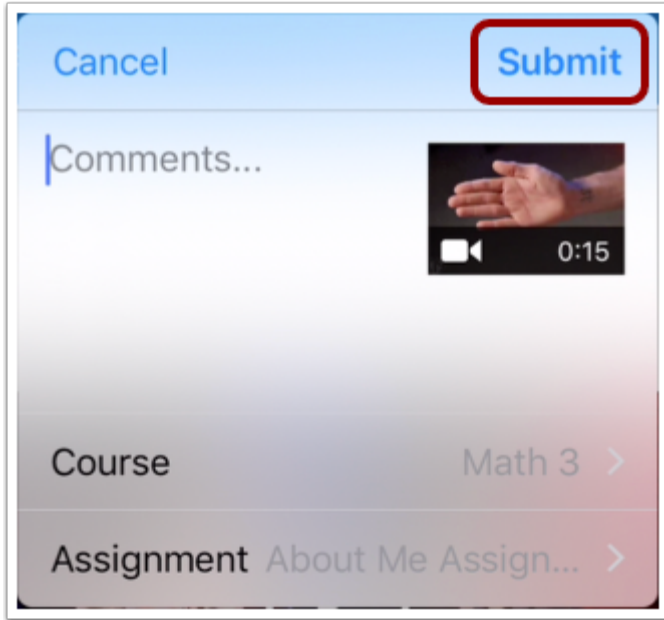 Cancel Submit
Comments...
0:15
Course Math 3
Assignment About Me Assign...